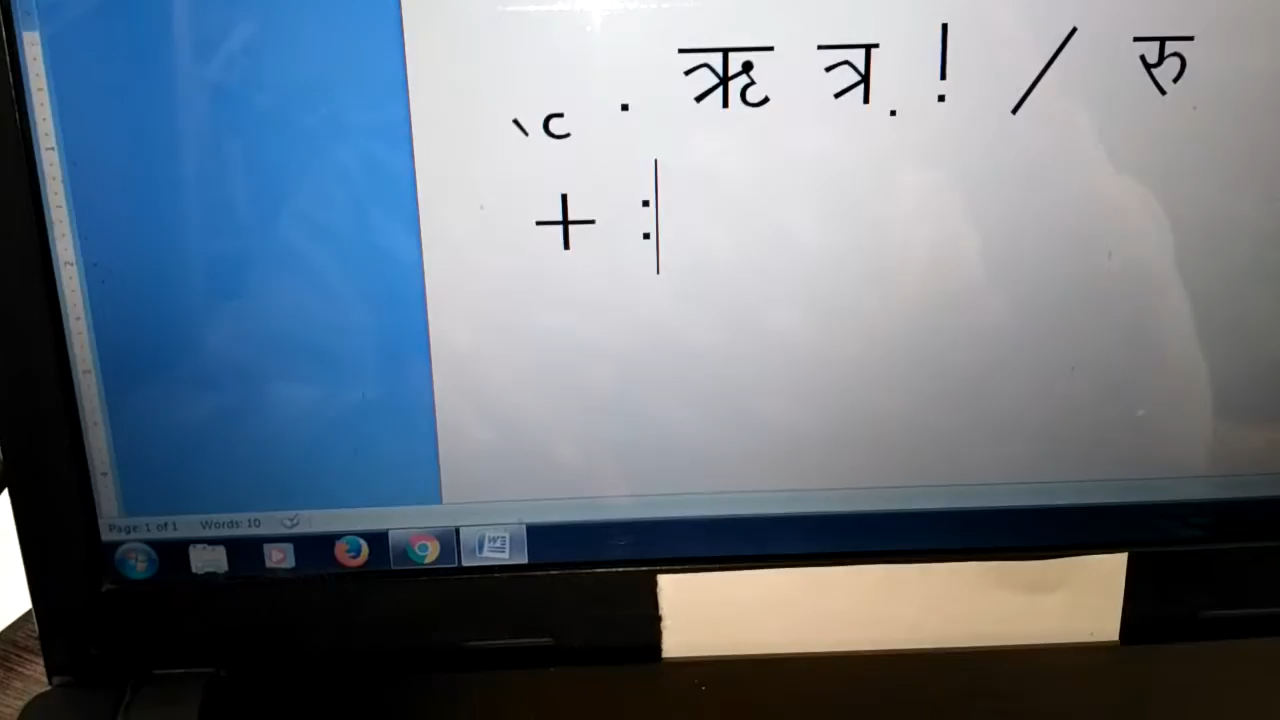 . ऋ त्र . ! / रु
+ :
Page: 1 of 1 Words: 10